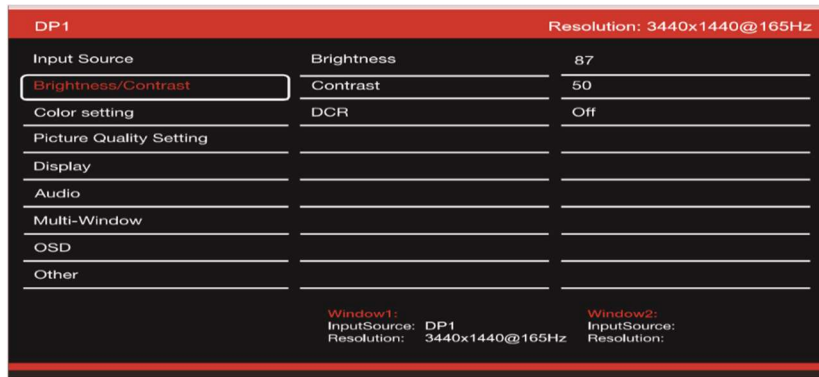 DP1 Resolution: 3440x1440@165Hz
Input Source Brightness 87
Brightness/Contrast Contrast 50
Color setting DCR Off
Picture Quality Setting
Display
Audio
Multi-Window
OSD
Other
Window1: Window2:
InputSource: DP1 InputSource:
Resolution: 3440x1440@165Hz Resolution: